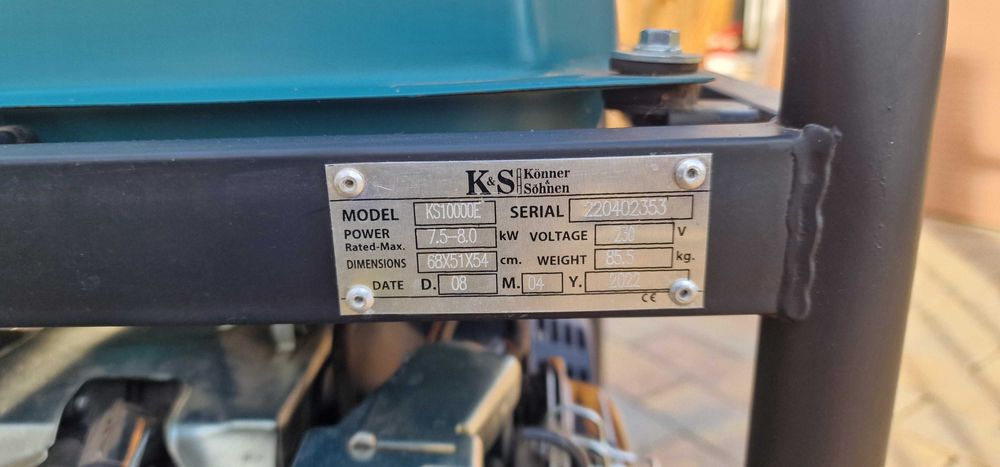 K&S Könner & Söhnen
MODEL KS10000E SERIAL 220402353
POWER Rated-Max. 7.5-8.0 kW VOLTAGE 230 V
DIMENSIONS 68X51X54 cm. WEIGHT 85.5 kg.
DATE D. 08 M. 04 Y. 2022
CE